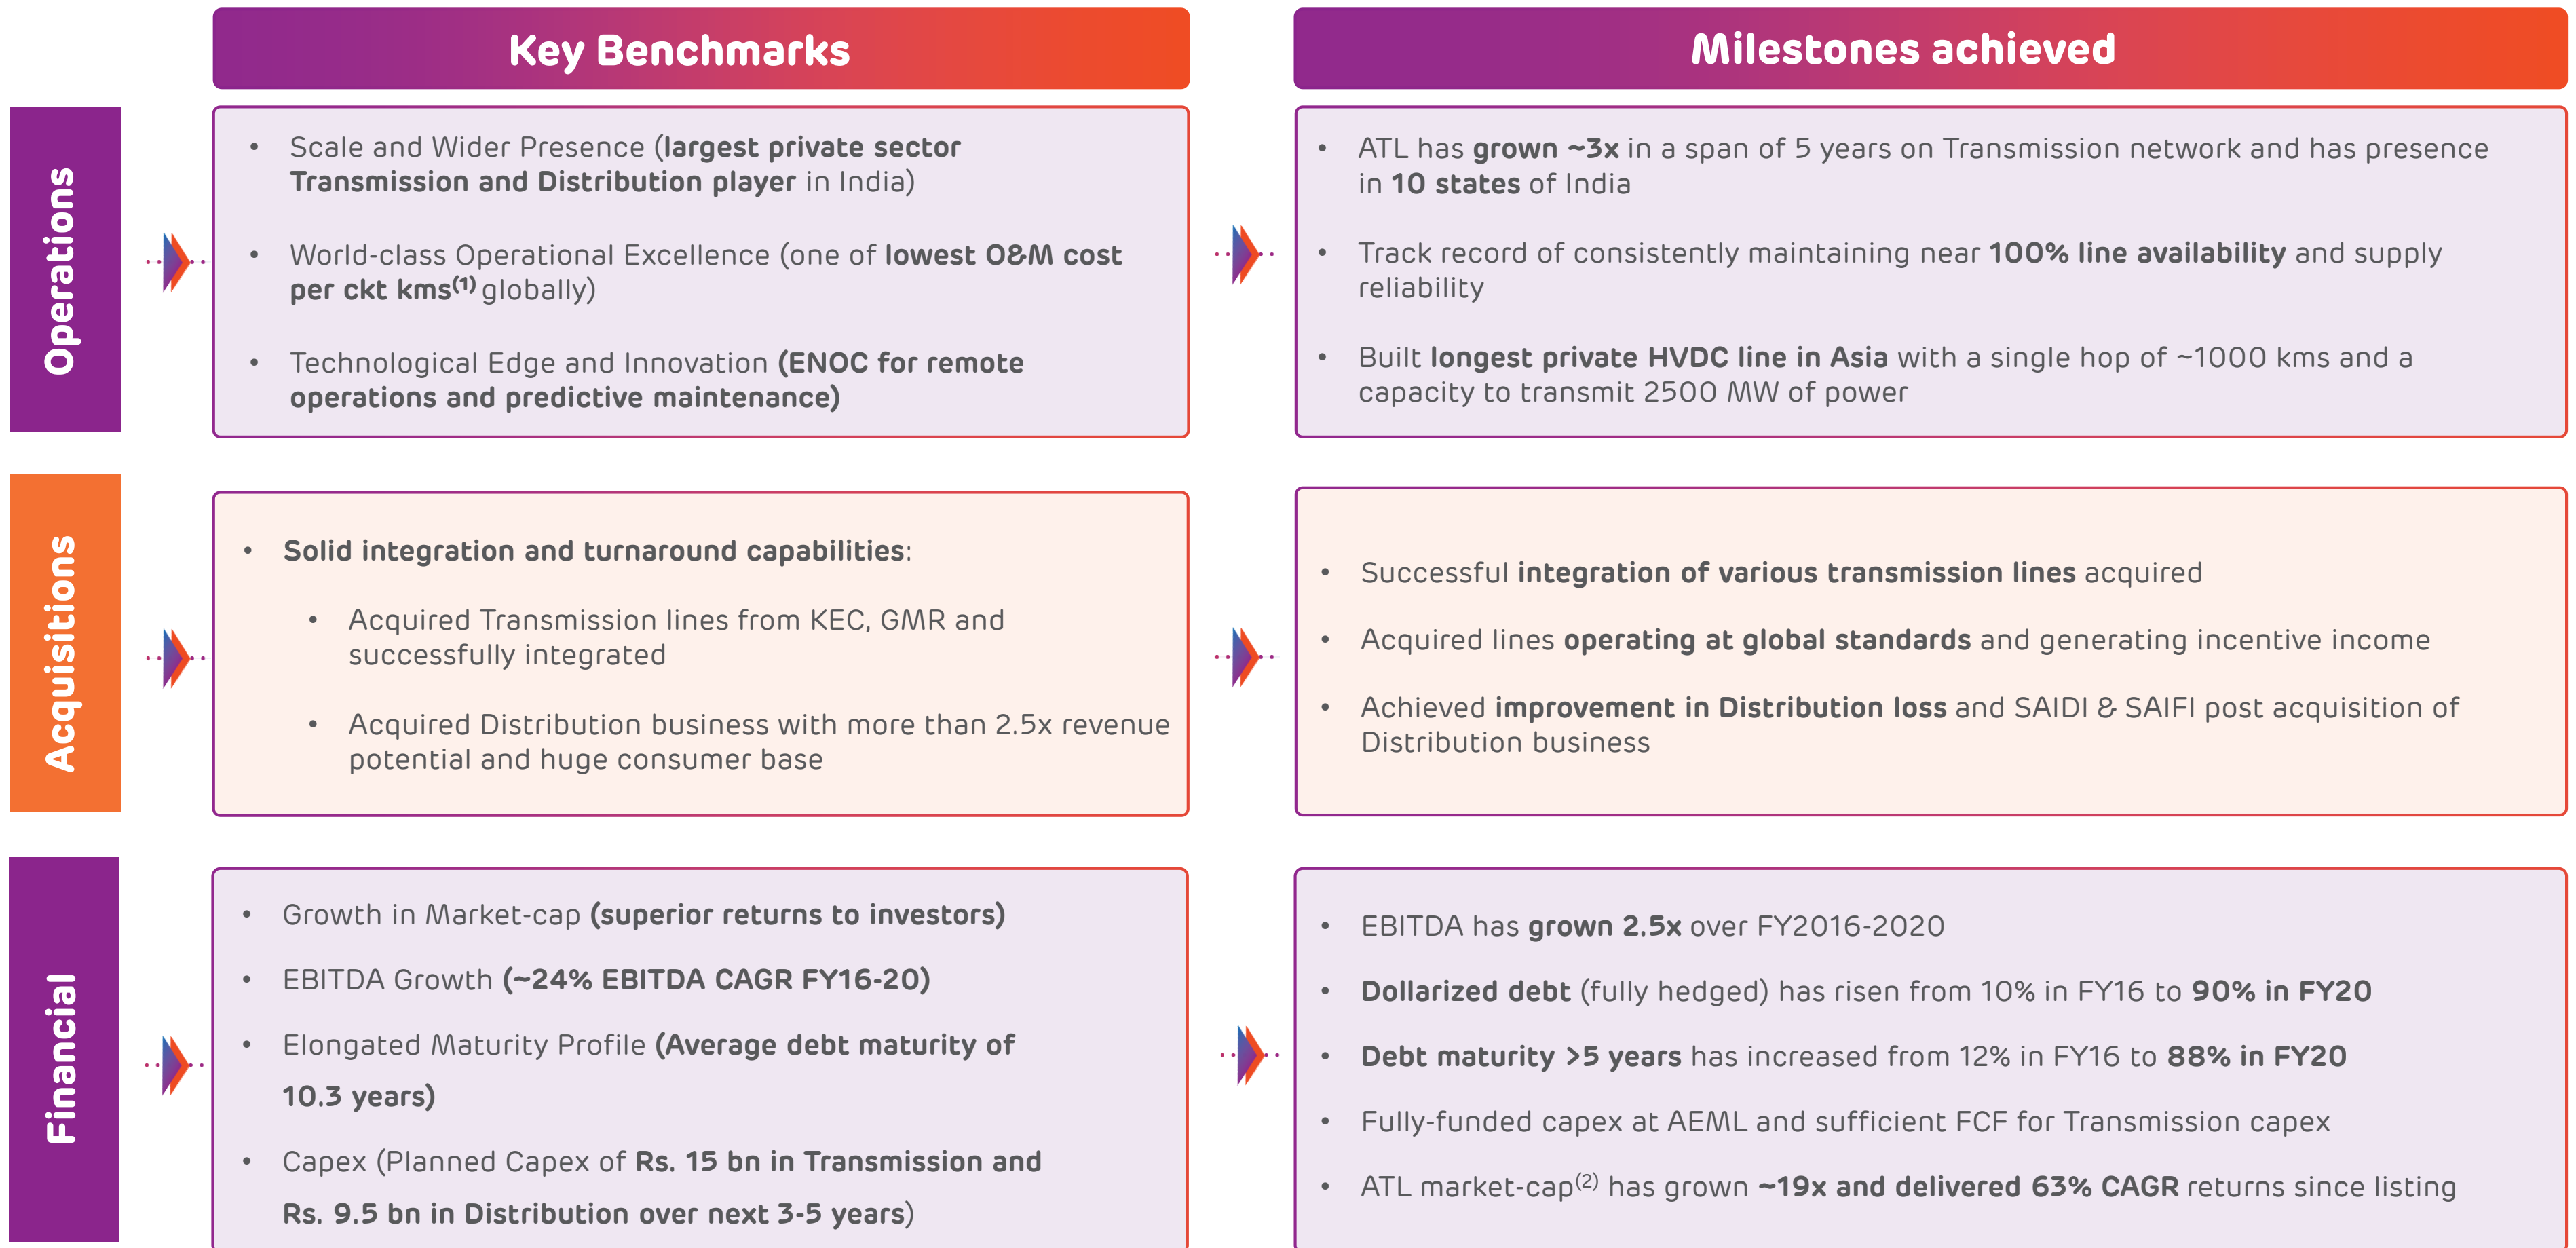 Key Benchmarks
Milestones achieved
Operations
• Scale and Wider Presence (largest private sector
Transmission and Distribution player in India)
• World-class Operational Excellence (one of lowest O&M cost
per ckt kms(1) globally)
• Technological Edge and Innovation (ENOC for remote
operations and predictive maintenance)
• ATL has grown ~3x in a span of 5 years on Transmission network and has presence
in 10 states of India
• Track record of consistently maintaining near 100% line availability and supply
reliability
• Built longest private HVDC line in Asia with a single hop of ~1000 kms and a
capacity to transmit 2500 MW of power
Acquisitions
• Solid integration and turnaround capabilities:
• Acquired Transmission lines from KEC, GMR and
successfully integrated
• Acquired Distribution business with more than 2.5x revenue
potential and huge consumer base
• Successful integration of various transmission lines acquired
• Acquired lines operating at global standards and generating incentive income
• Achieved improvement in Distribution loss and SAIDI & SAIFI post acquisition of
Distribution business
Financial
• Growth in Market-cap (superior returns to investors)
• EBITDA Growth (~24% EBITDA CAGR FY16-20)
• Elongated Maturity Profile (Average debt maturity of
10.3 years)
• Capex (Planned Capex of Rs. 15 bn in Transmission and
Rs. 9.5 bn in Distribution over next 3-5 years)
• EBITDA has grown 2.5x over FY2016-2020
• Dollarized debt (fully hedged) has risen from 10% in FY16 to 90% in FY20
• Debt maturity >5 years has increased from 12% in FY16 to 88% in FY20
• Fully-funded capex at AEML and sufficient FCF for Transmission capex
• ATL market-cap(2) has grown ~19x and delivered 63% CAGR returns since listing